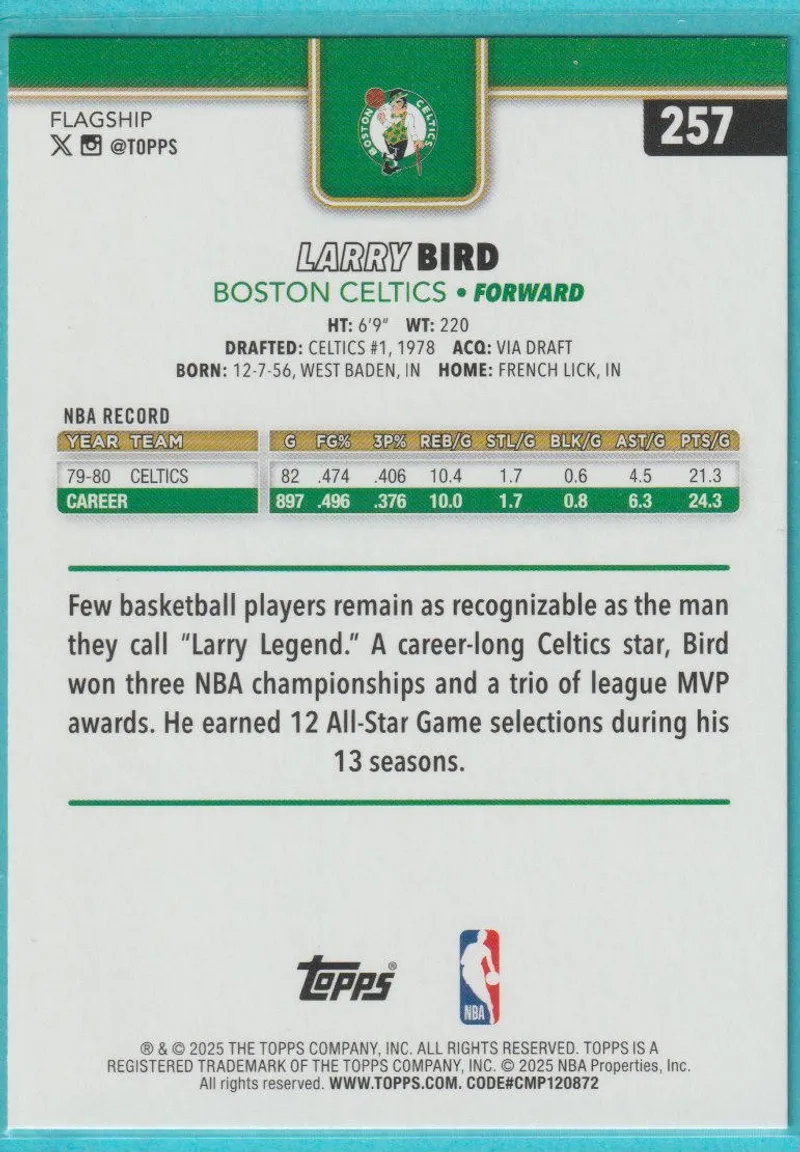 FLAGSHIP
@TOPPS
BOSTON CELTICS
257
LARRY BIRD
BOSTON CELTICS • FORWARD
HT: 6'9" WT: 220
DRAFTED: CELTICS #1, 1978 ACQ: VIA DRAFT
BORN: 12-7-56, WEST BADEN, IN HOME: FRENCH LICK, IN
NBA RECORD
YEAR TEAM G FG% 3P% REB/G STL/G BLK/G AST/G PTS/G
79-80 CELTICS 82 .474 .406 10.4 1.7 0.6 4.5 21.3
CAREER 897 .496 .376 10.0 1.7 0.8 6.3 24.3
Few basketball players remain as recognizable as the man
they call "Larry Legend." A career-long Celtics star, Bird
won three NBA championships and a trio of league MVP
awards. He earned 12 All-Star Game selections during his
13 seasons.
Topps®
NBA
® & © 2025 THE TOPPS COMPANY, INC. ALL RIGHTS RESERVED. TOPPS IS A
REGISTERED TRADEMARK OF THE TOPPS COMPANY, INC. © 2025 NBA Properties, Inc.
All rights reserved. WWW.TOPPS.COM. CODE#CMP120872